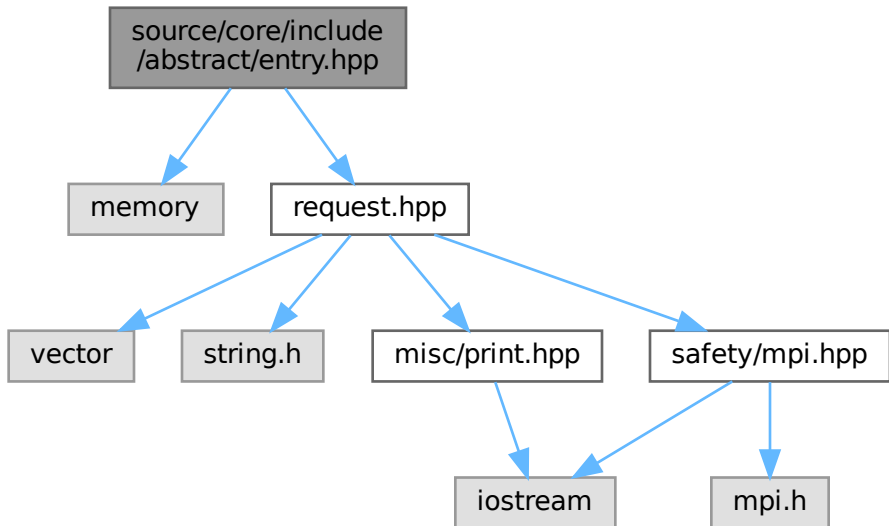 source/core/include
/abstract/entry.hpp
memory
request.hpp
vector
string.h
misc/print.hpp
safety/mpi.hpp
iostream
mpi.h